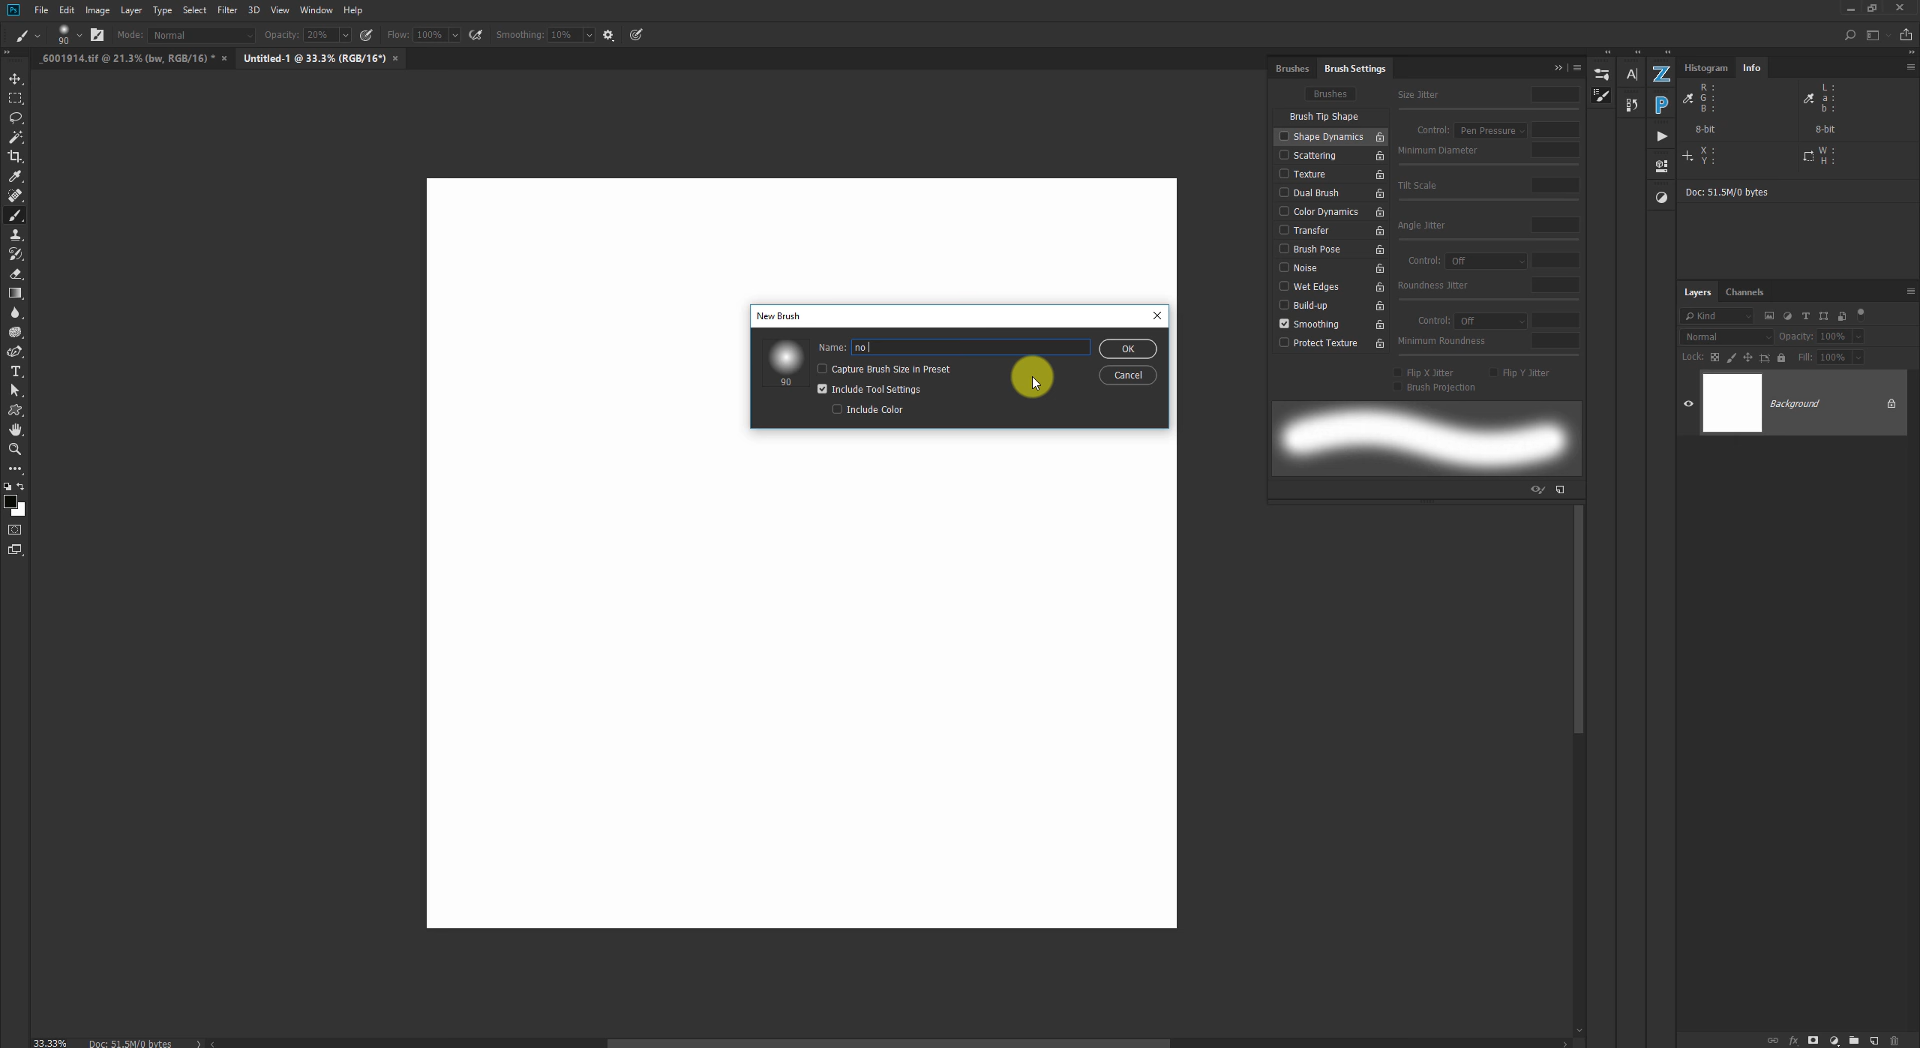 Ps File Edit Image Layer Type Select Filter 3D View Window Help
90 Mode: Normal Opacity: 20% Flow: 100% Smoothing: 10%
_6001914.tif @ 21.3% (bw, RGB/16) * × Untitled-1 @ 33.3% (RGB/16*) ×
Brushes Brush Settings
Brushes
Brush Tip Shape
Shape Dynamics
Scattering
Texture
Dual Brush
Color Dynamics
Transfer
Brush Pose
Noise
Wet Edges
Build-up
Smoothing
Protect Texture
Size Jitter
Control: Pen Pressure
Minimum Diameter
Tilt Scale
Angle Jitter
Control: Off
Roundness Jitter
Control: Off
Minimum Roundness
Flip X Jitter Flip Y Jitter
Brush Projection
New Brush
Name: no
Capture Brush Size in Preset
Include Tool Settings
Include Color
90
OK
Cancel
A
Z
P
Histogram Info
R : L :
G : a :
B : b :
8-bit 8-bit
X : W :
Y : H :
Doc: 51.5M/0 bytes
Layers Channels
Kind
Normal Opacity: 100%
Lock: Fill: 100%
Background
33.33% Doc: 51.5M/0 bytes
fx